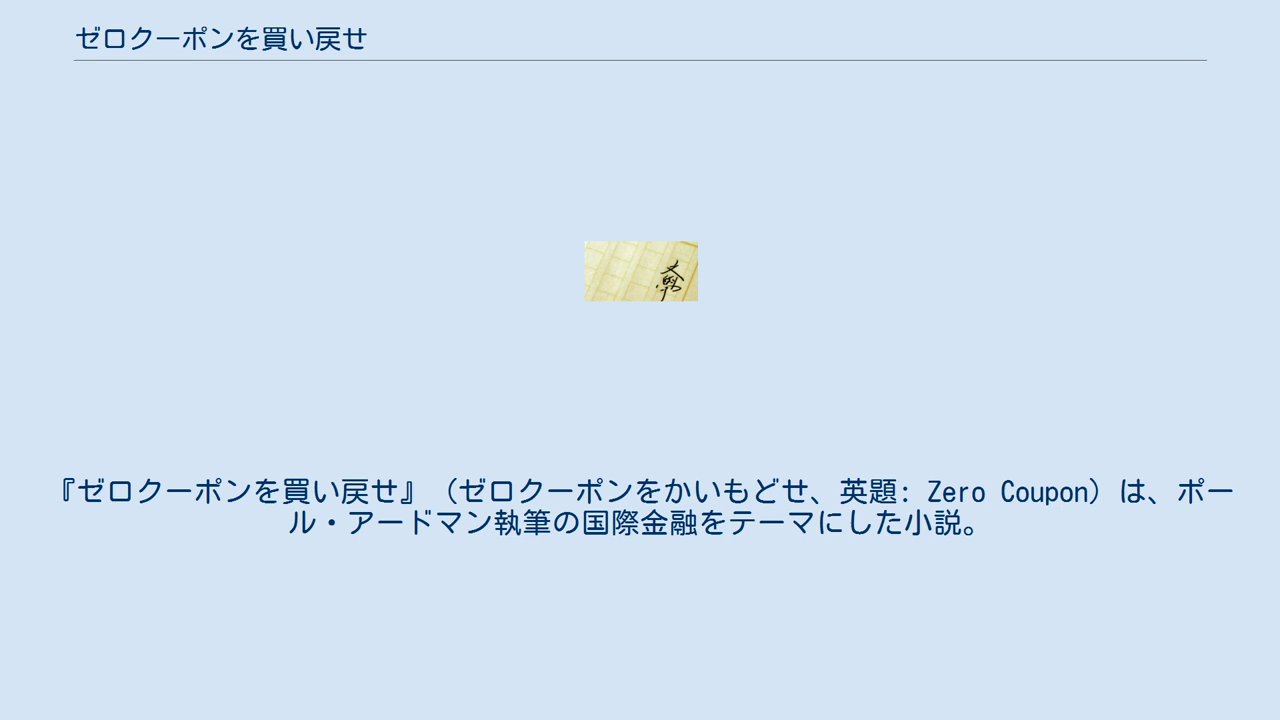 ゼロクーポンを買い戻せ
『ゼロクーポンを買い戻せ』（ゼロクーポンをかいもどせ、英題: Zero Coupon）は、ポー
ル・アードマン執筆の国際金融をテーマにした小説。